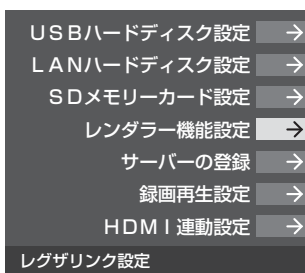 USBハードディスク設定 →
LANハードディスク設定 →
SDメモリーカード設定 →
レンダラー機能設定 →
サーバーの登録 →
録画再生設定 →
HDMI連動設定 →
レグザリンク設定